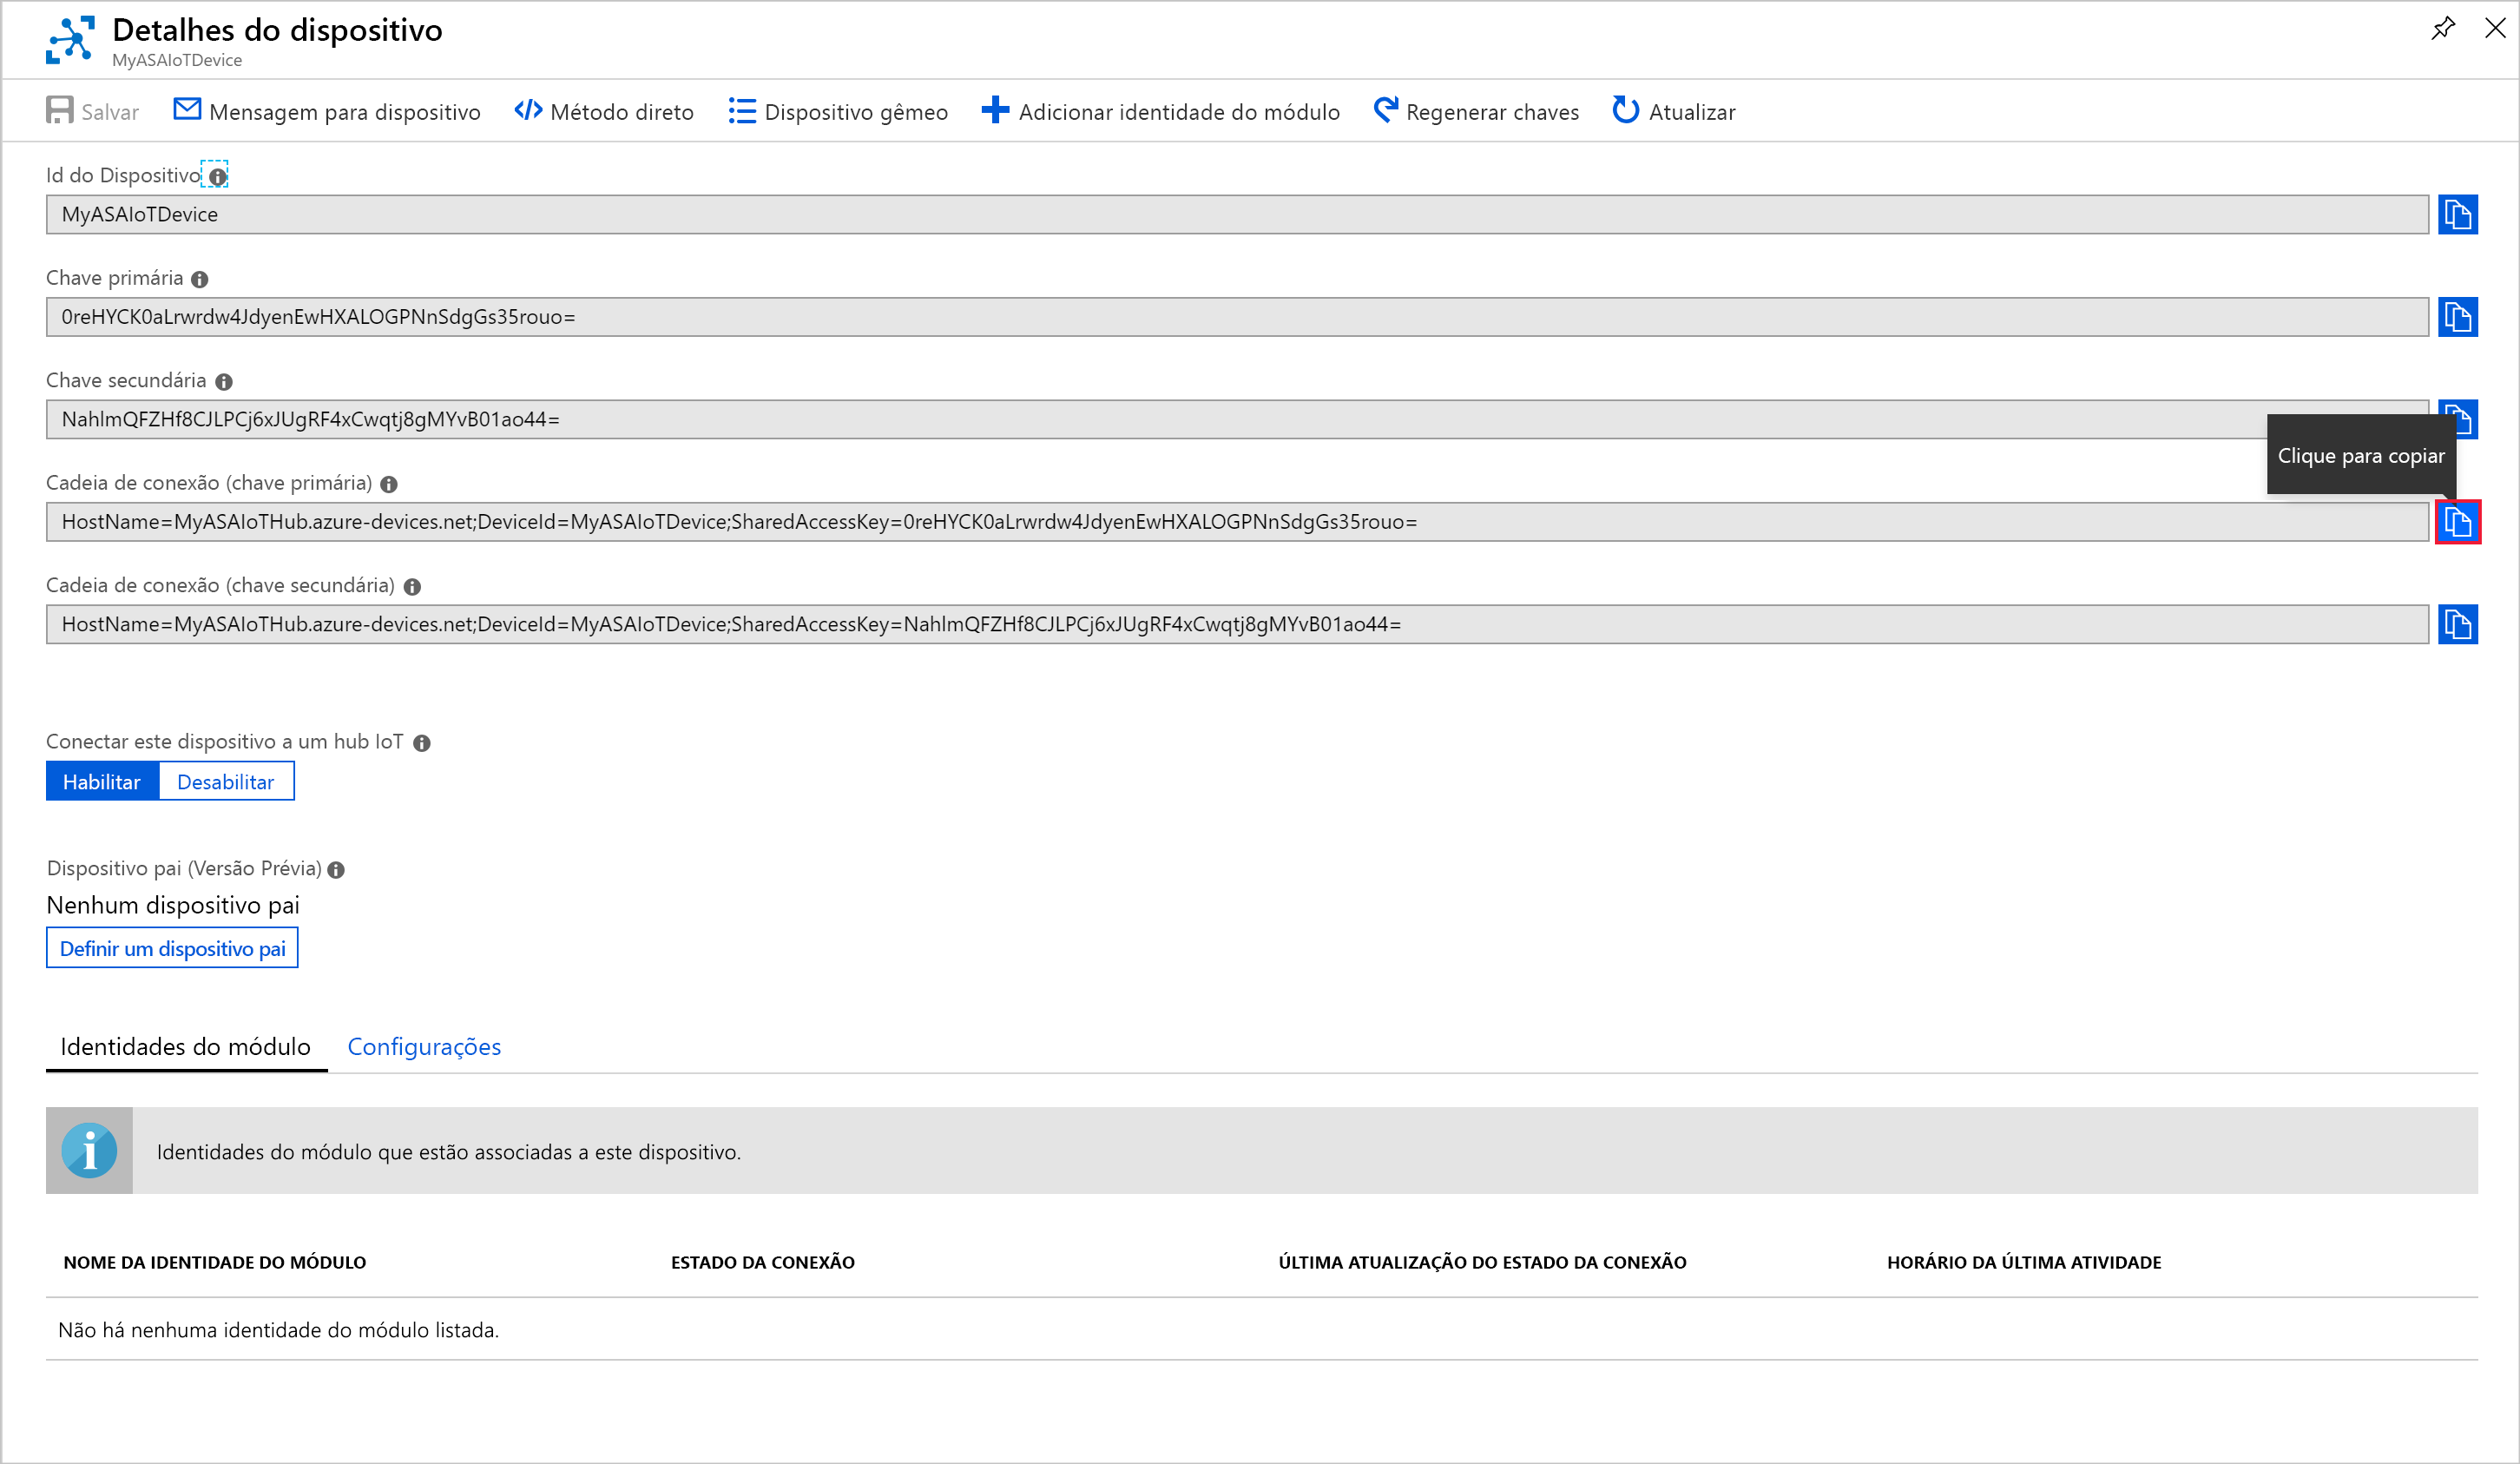 Detalhes do dispositivo
MyASAIoTDevice
Salvar Mensagem para dispositivo Método direto Dispositivo gêmeo Adicionar identidade do módulo Regenerar chaves Atualizar
Id do Dispositivo
MyASAIoTDevice
Chave primária
0reHYCK0aLrwrdw4JdyenEwHXALOGPNnSdgGs35rouo=
Chave secundária
NahlmQFZHf8CJLPCj6xJUgRF4xCwqtj8gMYvB01ao44=
Clique para copiar
Cadeia de conexão (chave primária)
HostName=MyASAIoTHub.azure-devices.net;DeviceId=MyASAIoTDevice;SharedAccessKey=0reHYCK0aLrwrdw4JdyenEwHXALOGPNnSdgGs35rouo=
Cadeia de conexão (chave secundária)
HostName=MyASAIoTHub.azure-devices.net;DeviceId=MyASAIoTDevice;SharedAccessKey=NahlmQFZHf8CJLPCj6xJUgRF4xCwqtj8gMYvB01ao44=
Conectar este dispositivo a um hub IoT
Habilitar Desabilitar
Dispositivo pai (Versão Prévia)
Nenhum dispositivo pai
Definir um dispositivo pai
Identidades do módulo Configurações
Identidades do módulo que estão associadas a este dispositivo.
NOME DA IDENTIDADE DO MÓDULO ESTADO DA CONEXÃO ÚLTIMA ATUALIZAÇÃO DO ESTADO DA CONEXÃO HORÁRIO DA ÚLTIMA ATIVIDADE
Não há nenhuma identidade do módulo listada.